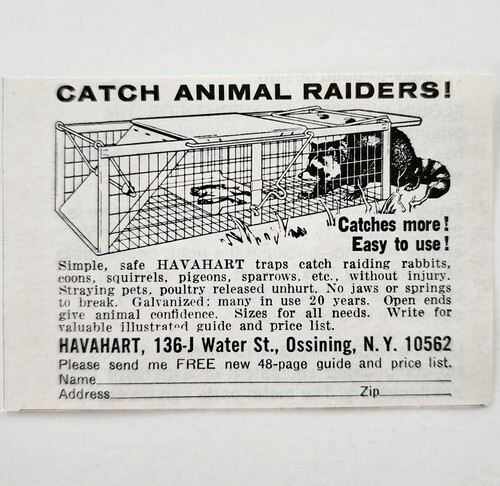 CATCH ANIMAL RAIDERS!
Catches more!
Easy to use!
Simple, safe HAVAHART traps catch raiding rabbits,
coons, squirrels, pigeons, sparrows, etc., without injury.
Straying pets, poultry released unhurt. No jaws or springs
to break. Galvanized; many in use 20 years. Open ends
give animal confidence. Sizes for all needs. Write for
valuable illustrated guide and price list.
HAVAHART, 136-J Water St., Ossining, N. Y. 10562
Please send me FREE new 48-page guide and price list.
Name
Address Zip